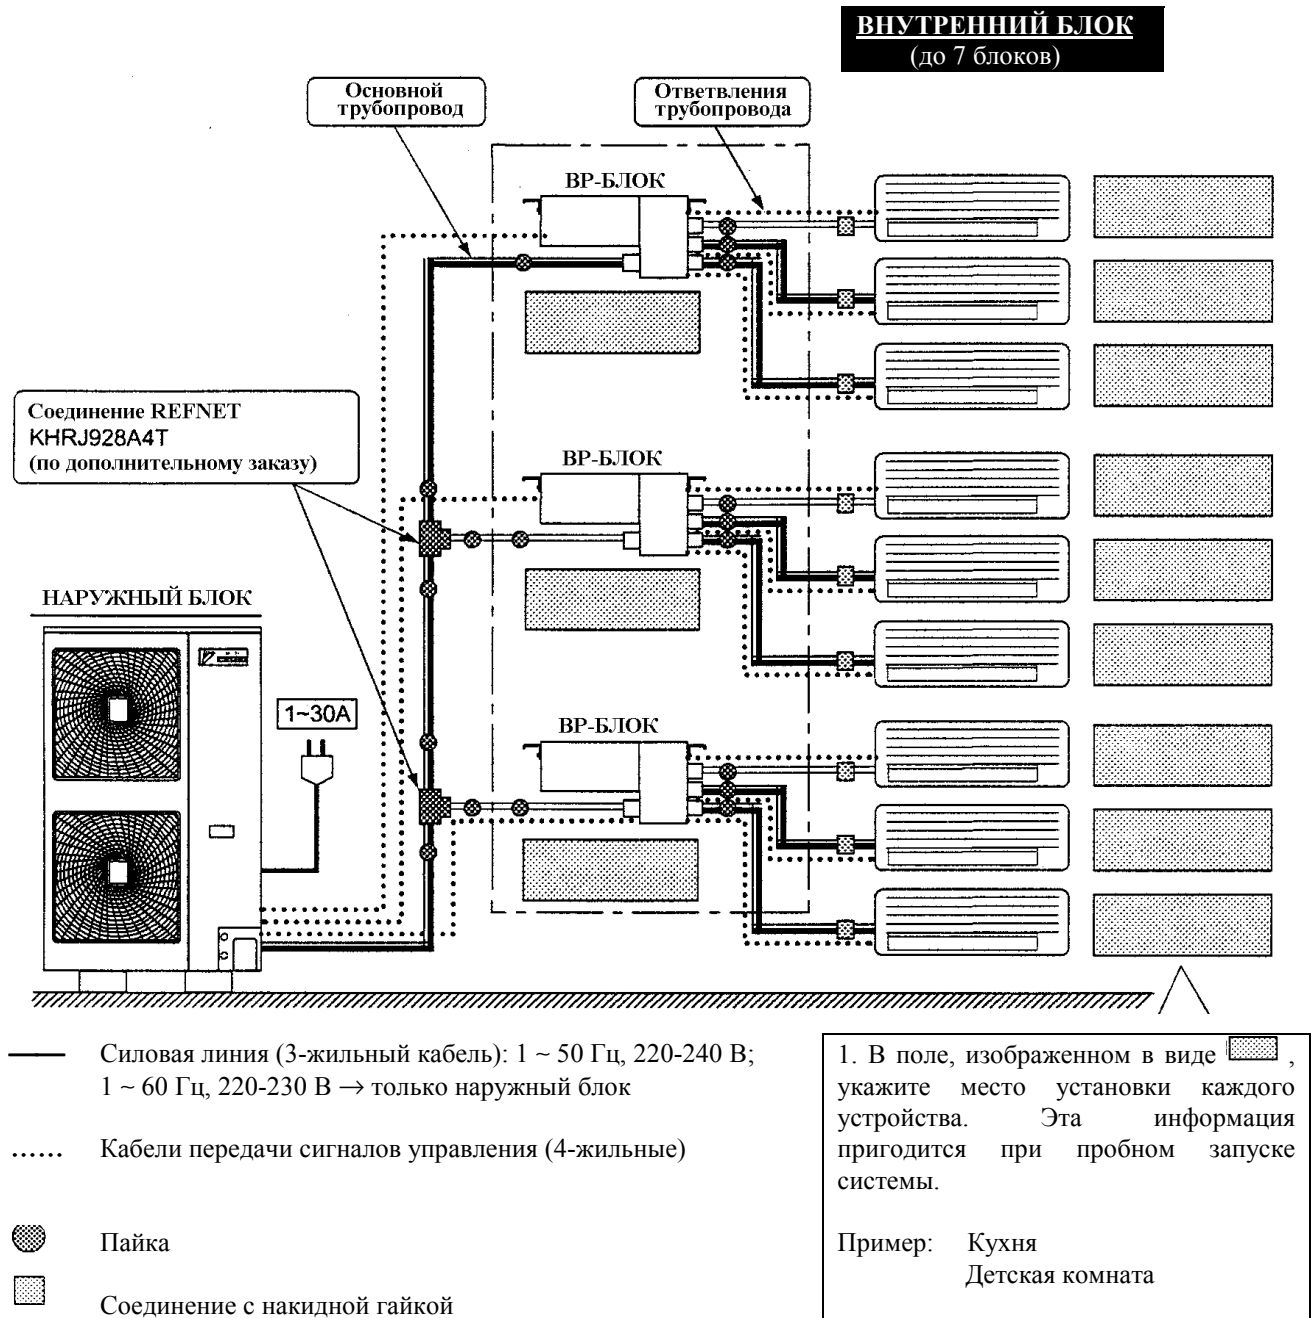 ВНУТРЕННИЙ БЛОК
(до 7 блоков)
Основной
трубопровод
Ответвления
трубопровода
ВР-БЛОК
Соединение REFNET
KHRJ928A4T
(по дополнительному заказу)
ВР-БЛОК
НАРУЖНЫЙ БЛОК
1~30A
ВР-БЛОК
Силовая линия (3-жильный кабель): 1 ~ 50 Гц, 220-240 В;
1 ~ 60 Гц, 220-230 В → только наружный блок
Кабели передачи сигналов управления (4-жильные)
Пайка
Соединение с накидной гайкой
1. В поле, изображенном в виде ,
укажите место установки каждого
устройства. Эта информация
пригодится при пробном запуске
системы.
Пример: Кухня
Детская комната